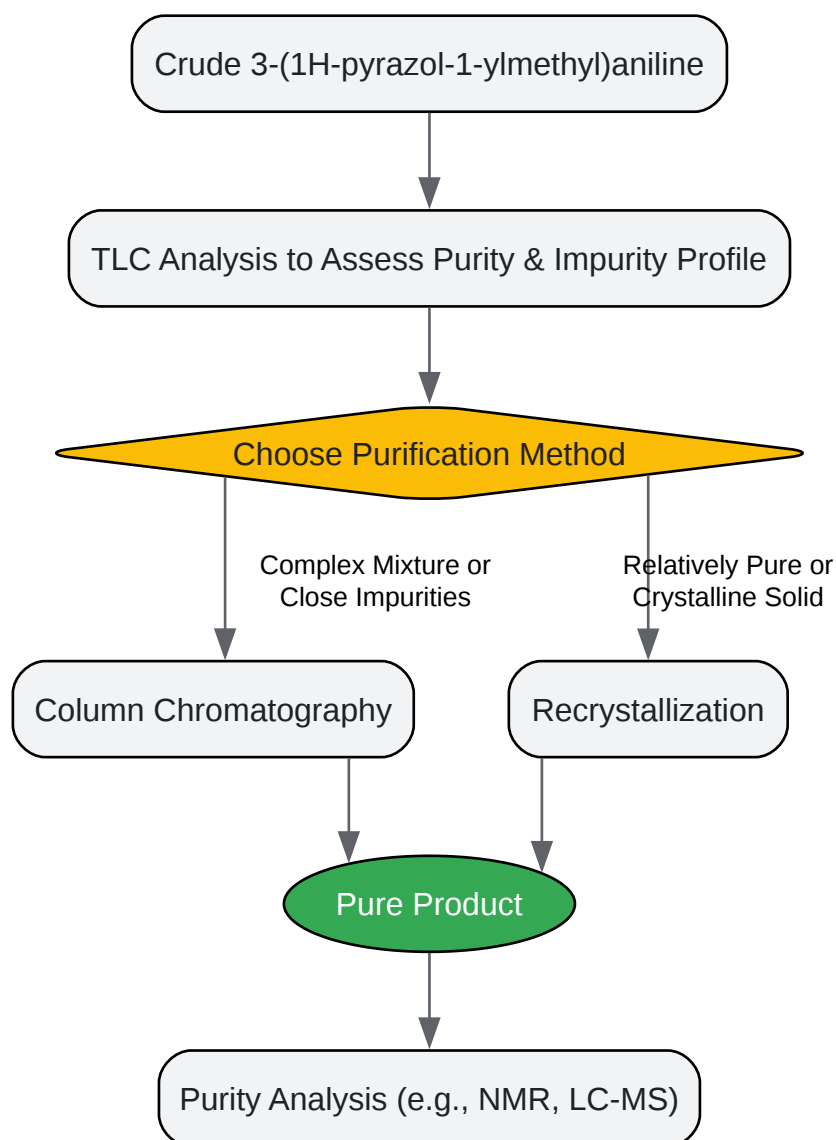 Crude 3-(1H-pyrazol-1-ylmethyl)aniline
TLC Analysis to Assess Purity & Impurity Profile
Choose Purification Method
Complex Mixture or
Close Impurities
Relatively Pure or
Crystalline Solid
Column Chromatography
Recrystallization
Pure Product
Purity Analysis (e.g., NMR, LC-MS)